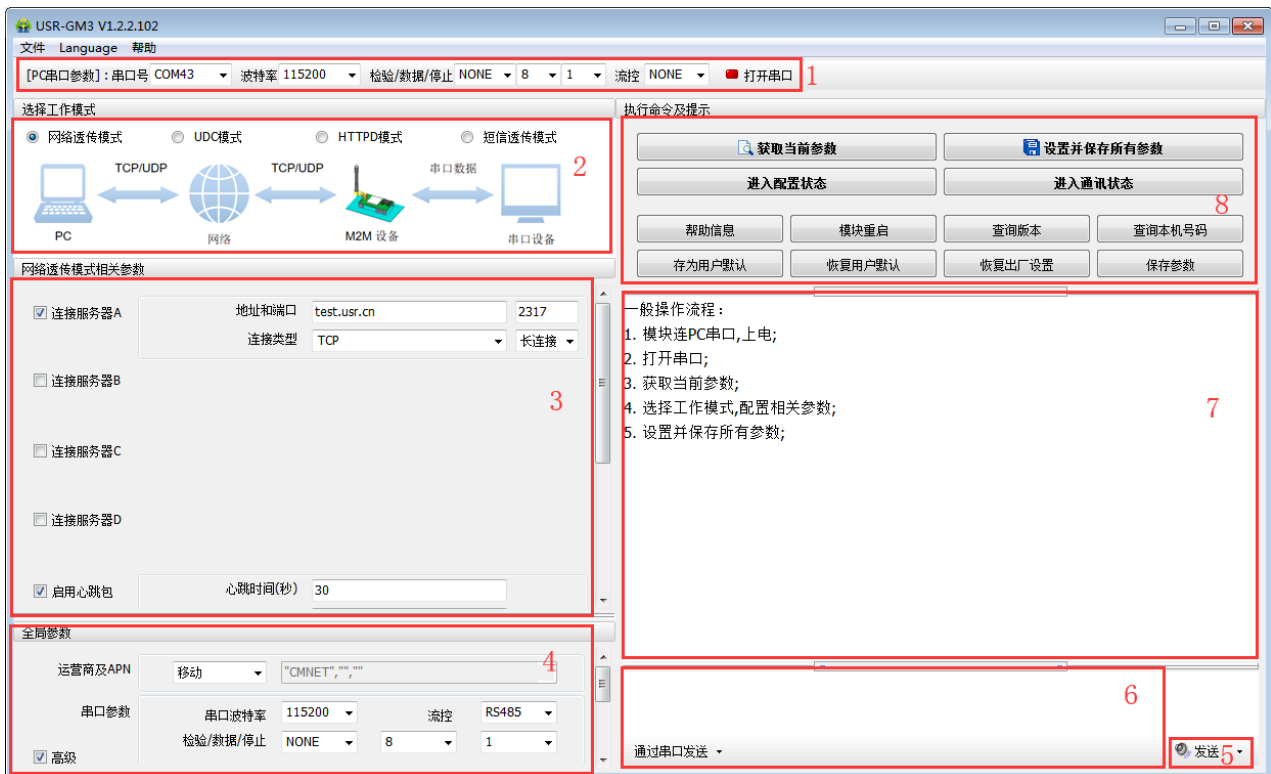 USR-GM3 V1.2.2.102
文件 Language 帮助
[PC串口参数]:串口号 COM43 波特率 115200 检验/数据/停止 NONE 8 1 流控 NONE 打开串口 1
选择工作模式
网络透传模式 UDC模式 HTTPD模式 短信透传模式
TCP/UDP TCP/UDP 串口数据 2
PC 网络 M2M 设备 串口设备
网络透传模式相关参数
连接服务器A 地址和端口 test.usr.cn 2317
连接类型 TCP 长连接
连接服务器B
3
连接服务器C
连接服务器D
启用心跳包 心跳时间(秒) 30
全局参数
运营商及APN 移动 "CMNET","","" 4
串口参数 串口波特率 115200 流控 RS485
检验/数据/停止 NONE 8 1
高级
执行命令及提示
获取当前参数 设置并保存所有参数
进入配置状态 进入通讯状态
8
帮助信息 模块重启 查询版本 查询本机号码
存为用户默认 恢复用户默认 恢复出厂设置 保存参数
一般操作流程:
1. 模块连PC串口,上电;
2. 打开串口;
3. 获取当前参数;
4. 选择工作模式,配置相关参数;
5. 设置并保存所有参数;
7
6
通过串口发送 发送 5